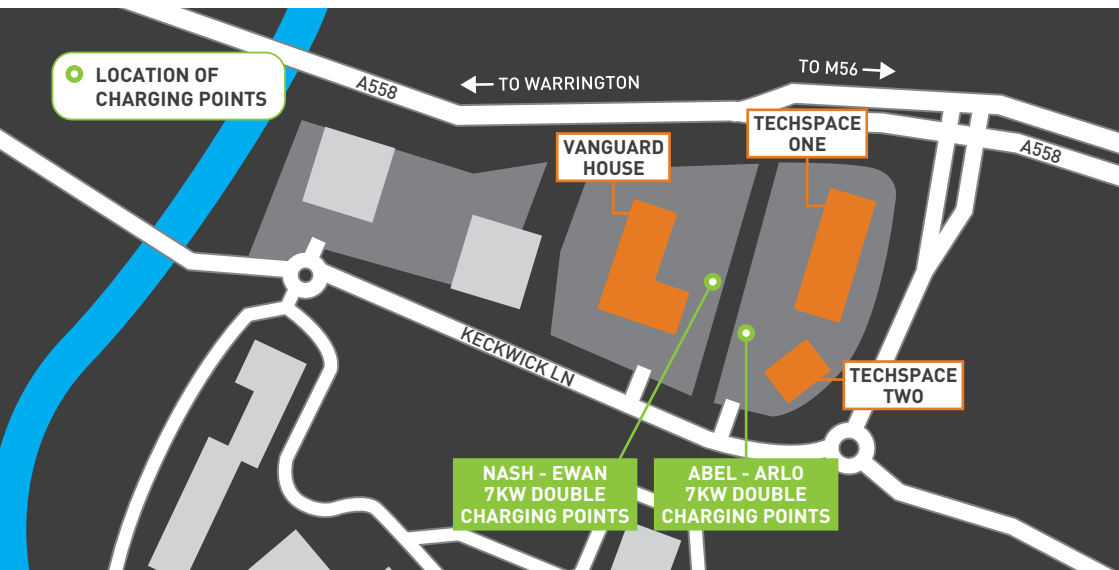 LOCATION OF
CHARGING POINTS
A558
TO WARRINGTON
TO M56
VANGUARD
HOUSE
TECHSPACE
ONE
A558
KECKWICK LN
TECHSPACE
TWO
NASH - EWAN
7KW DOUBLE
CHARGING POINTS
ABEL - ARLO
7KW DOUBLE
CHARGING POINTS